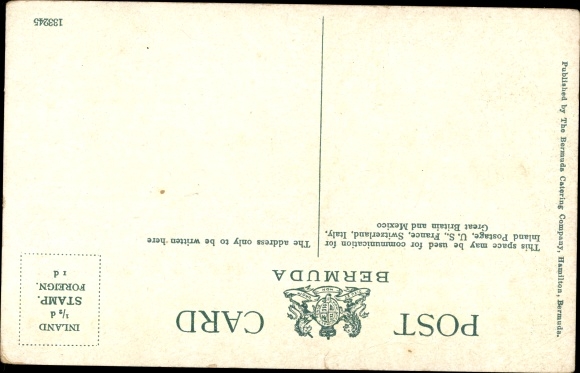 POST CARD
BERMUDA
This space may be used for communication for
Inland Postage, U. S., France, Switzerland, Italy,
Great Britain and Mexico
The address only to be written here
INLAND
½ d
STAMP.
FOREIGN.
1 d
Published by The Bermuda Catering Company, Hamilton, Bermuda.
133245